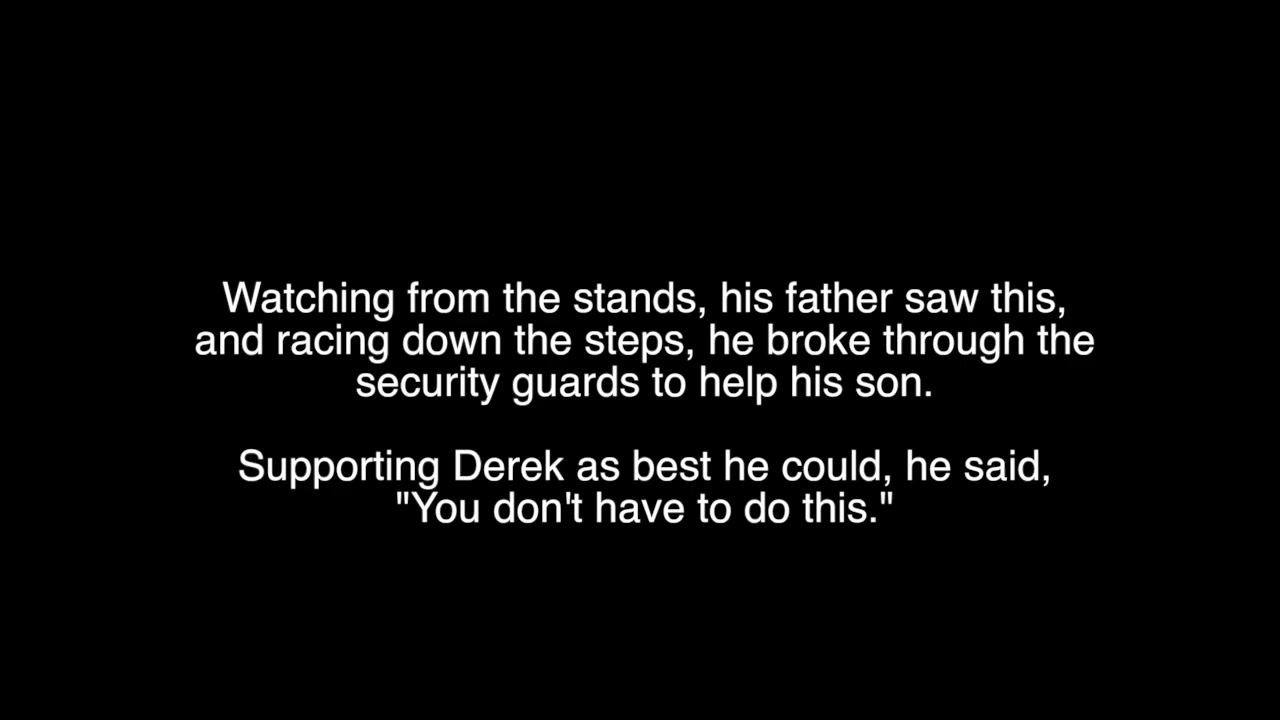 Watching from the stands, his father saw this,
and racing down the steps, he broke through the
security guards to help his son.
Supporting Derek as best he could, he said,
"You don't have to do this."